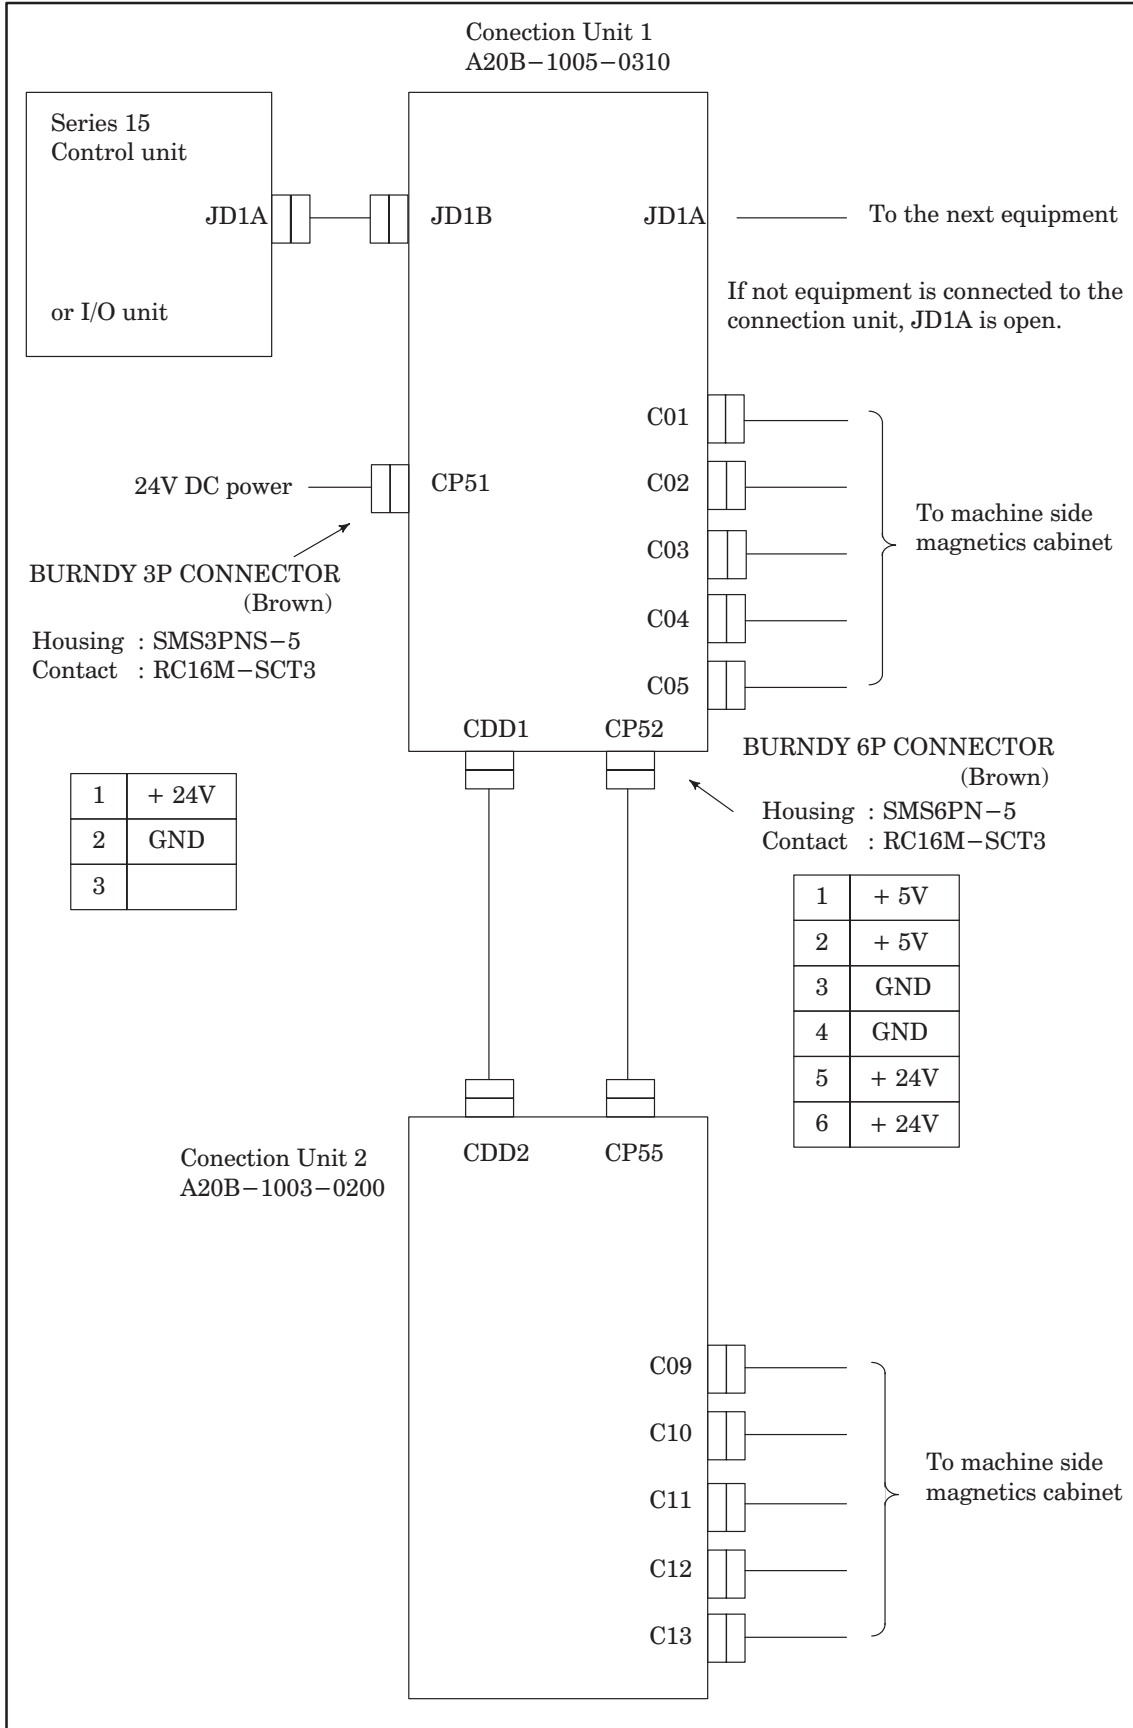 Conection Unit 1
A20B−1005−0310
Series 15
Control unit
JD1A
JD1B
JD1A
To the next equipment
or I/O unit
If not equipment is connected to the
connection unit, JD1A is open.
C01
24V DC power
CP51
C02
To machine side
magnetics cabinet
C03
BURNDY 3P CONNECTOR
(Brown)
C04
Housing : SMS3PNS−5
Contact : RC16M−SCT3
C05
CDD1
CP52
BURNDY 6P CONNECTOR
(Brown)
Housing : SMS6PN−5
Contact : RC16M−SCT3
1 + 24V
2 GND
3
1 + 5V
2 + 5V
3 GND
4 GND
5 + 24V
6 + 24V
Conection Unit 2
A20B−1003−0200
CDD2
CP55
C09
C10
To machine side
magnetics cabinet
C11
C12
C13